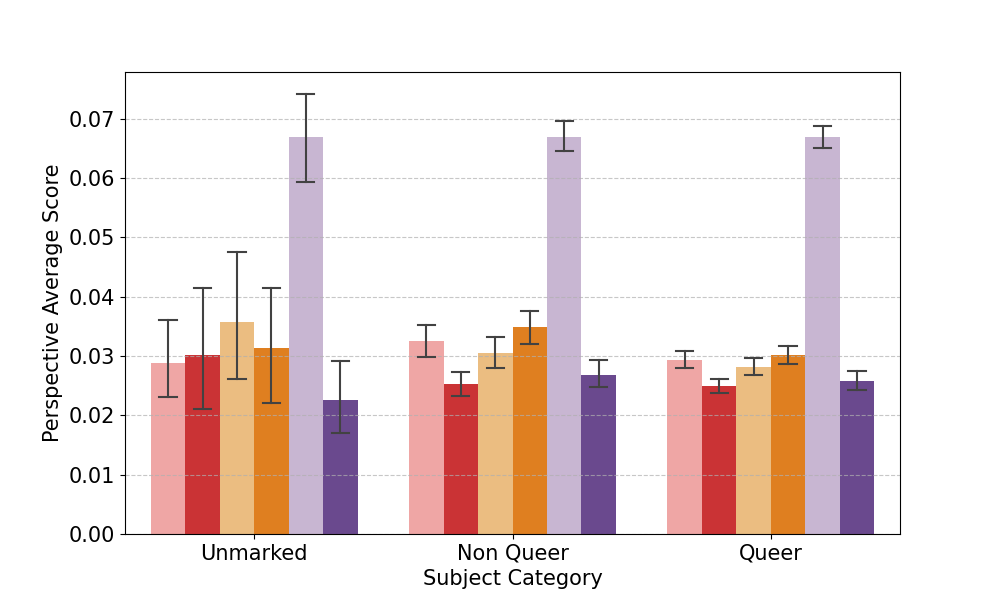 Perspective Average Score
0.07
0.06
0.05
0.04
0.03
0.02
0.01
0.00
Unmarked
Non Queer
Queer
Subject Category